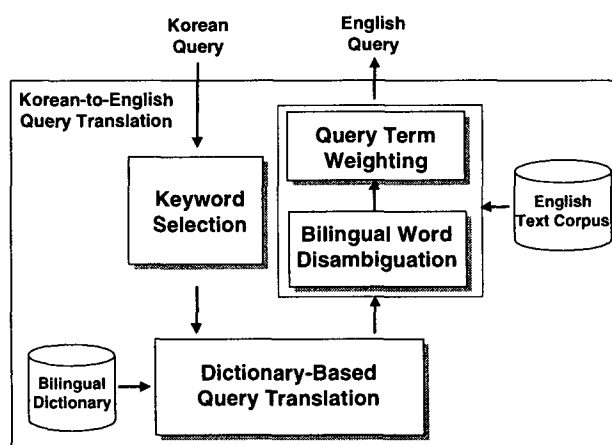 Korean
Query
English
Query
Korean-to-English
Query Translation
Keyword
Selection
Query Term
Weighting
Bilingual Word
Disambiguation
English
Text Corpus
Bilingual
Dictionary
Dictionary-Based
Query Translation